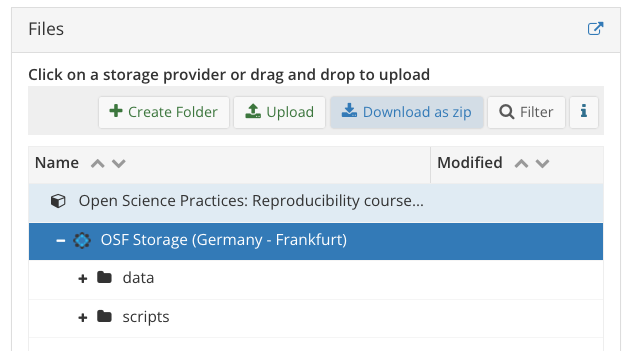 Files
Click on a storage provider or drag and drop to upload
Create Folder Upload Download as zip Filter i
Name Modified
Open Science Practices: Reproducibility course...
OSF Storage (Germany - Frankfurt)
data
scripts